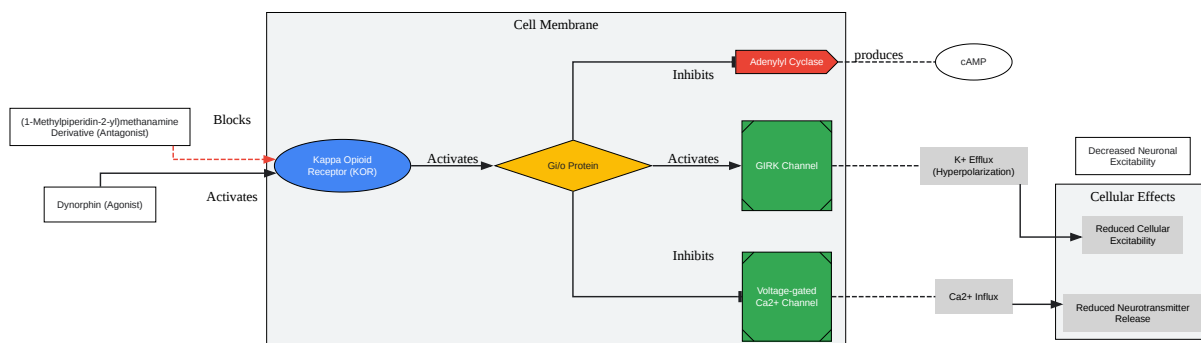 Cell Membrane
Adenylyl Cyclase
produces
cAMP
Inhibits
(1-Methylpiperidin-2-yl)methanamine
Derivative (Antagonist)
Blocks
Kappa Opioid
Receptor (KOR)
Activates
Gi/o Protein
Activates
GIRK Channel
K+ Efflux
(Hyperpolarization)
Decreased Neuronal
Excitability
Dynorphin (Agonist)
Activates
Cellular Effects
Reduced Cellular
Excitability
Inhibits
Voltage-gated
Ca2+ Channel
Ca2+ Influx
Reduced Neurotransmitter
Release